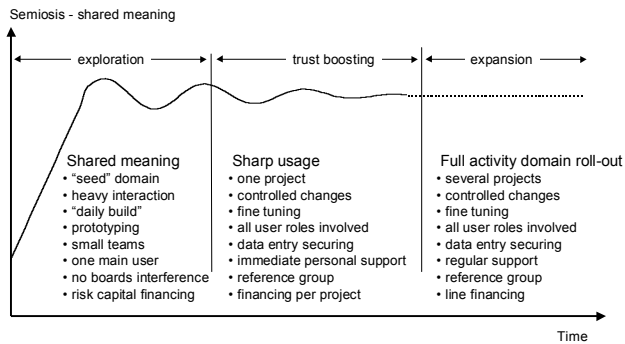 Semiosis - shared meaning
exploration
trust boosting
expansion
Shared meaning
• “seed” domain
• heavy interaction
• “daily build”
• prototyping
• small teams
• one main user
• no boards interference
• risk capital financing
Sharp usage
• one project
• controlled changes
• fine tuning
• all user roles involved
• data entry securing
• immediate personal support
• reference group
• financing per project
Full activity domain roll-out
• several projects
• controlled changes
• fine tuning
• all user roles involved
• data entry securing
• regular support
• reference group
• line financing
Time